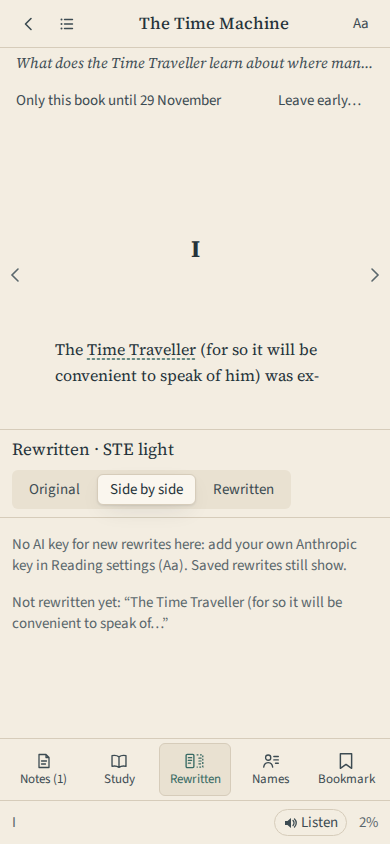 The Time Machine
Aa
What does the Time Traveller learn about where man...
Only this book until 29 November
Leave early...
I
The Time Traveller (for so it will be
convenient to speak of him) was ex-
Rewritten · STE light
Original
Side by side
Rewritten
No AI key for new rewrites here: add your own Anthropic
key in Reading settings (Aa). Saved rewrites still show.
Not rewritten yet: “The Time Traveller (for so it will be
convenient to speak of…”
Notes (1)
Study
Rewritten
Names
Bookmark
I
Listen
2%